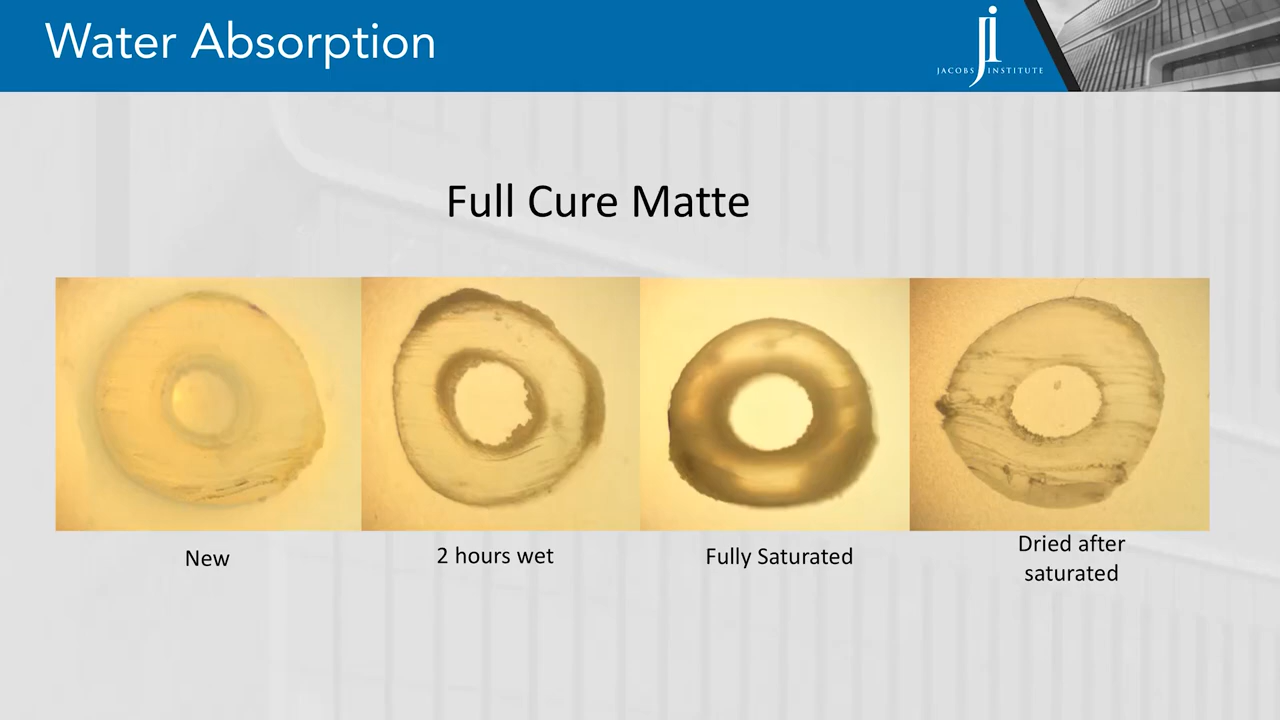 Water Absorption
JACOBS INSTITUTE
Full Cure Matte
New
2 hours wet
Fully Saturated
Dried after
saturated